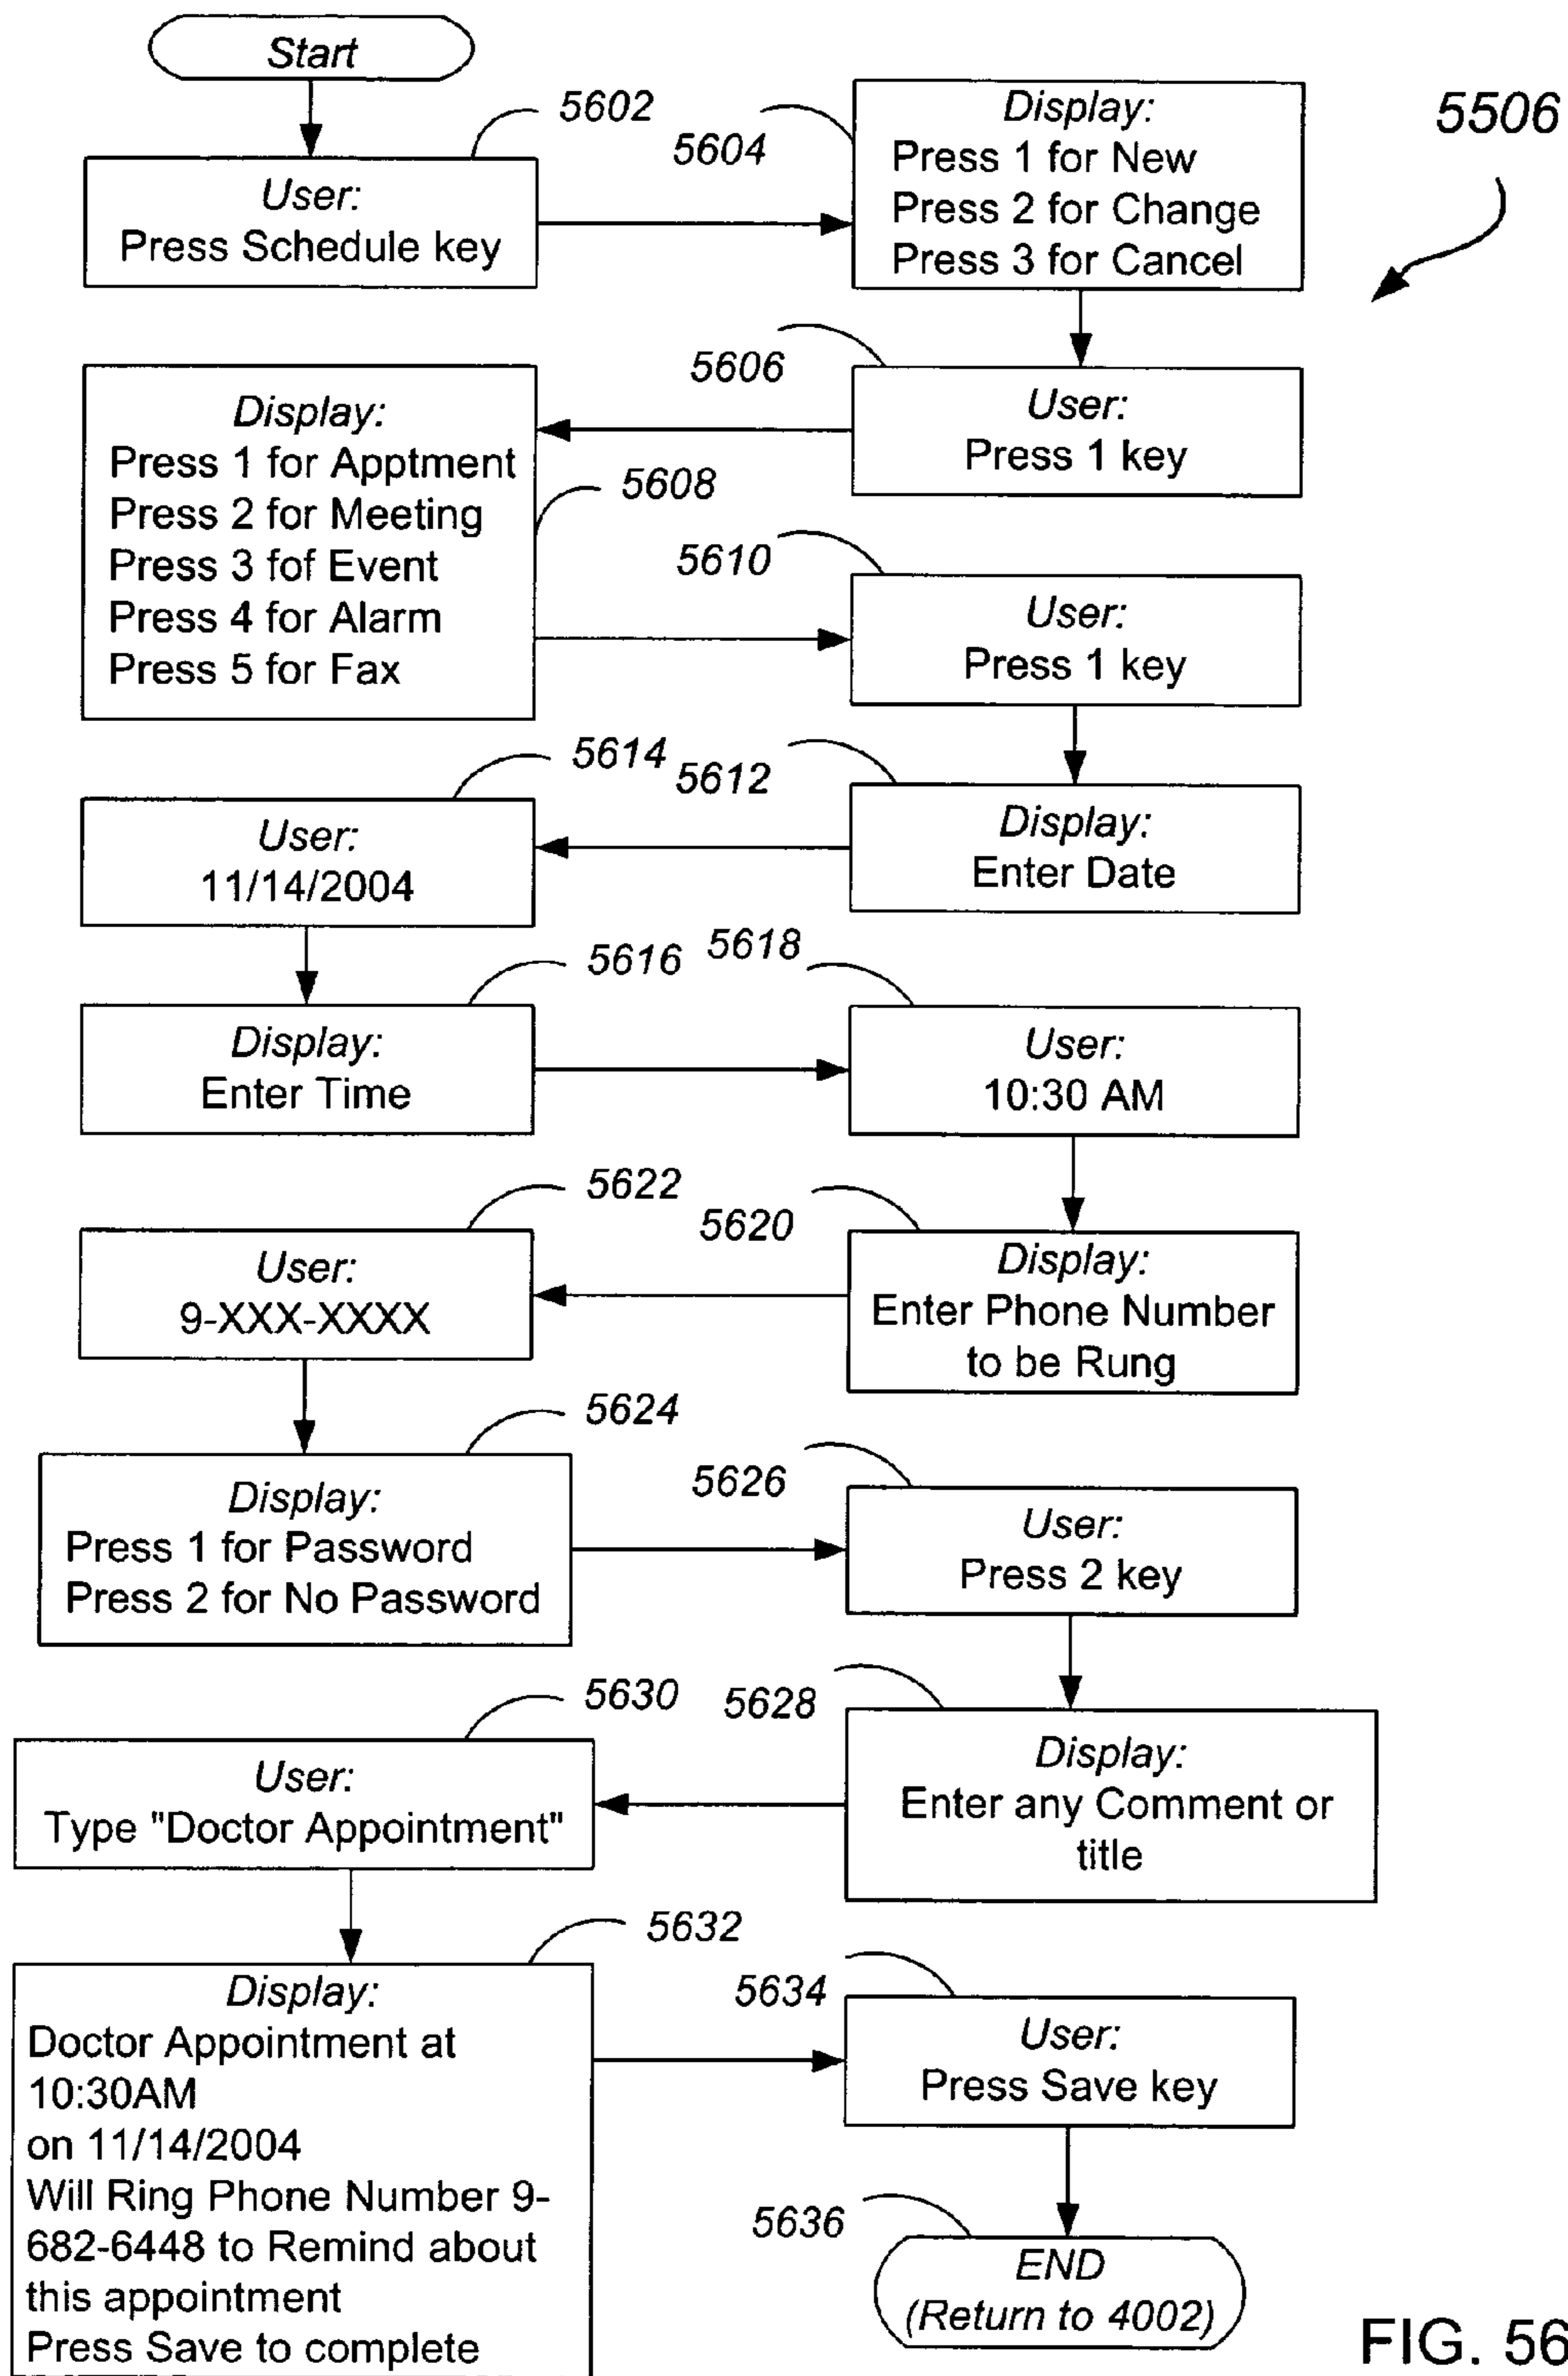 Start
5602
5604
5506
User:
Press Schedule key
Display:
Press 1 for New
Press 2 for Change
Press 3 for Cancel
5606
User:
Press 1 key
Display:
Press 1 for Apptment
Press 2 for Meeting
Press 3 fof Event
Press 4 for Alarm
Press 5 for Fax
5608
5610
User:
Press 1 key
5612
Display:
Enter Date
5614
User:
11/14/2004
5616
Display:
Enter Time
5618
User:
10:30 AM
5620
Display:
Enter Phone Number
to be Rung
5622
User:
9-XXX-XXXX
5624
Display:
Press 1 for Password
Press 2 for No Password
5626
User:
Press 2 key
5628
Display:
Enter any Comment or
title
5630
User:
Type "Doctor Appointment"
5632
Display:
Doctor Appointment at
10:30AM
on 11/14/2004
Will Ring Phone Number 9-
682-6448 to Remind about
this appointment
Press Save to complete
5634
User:
Press Save key
5636
END
(Return to 4002)
FIG. 56